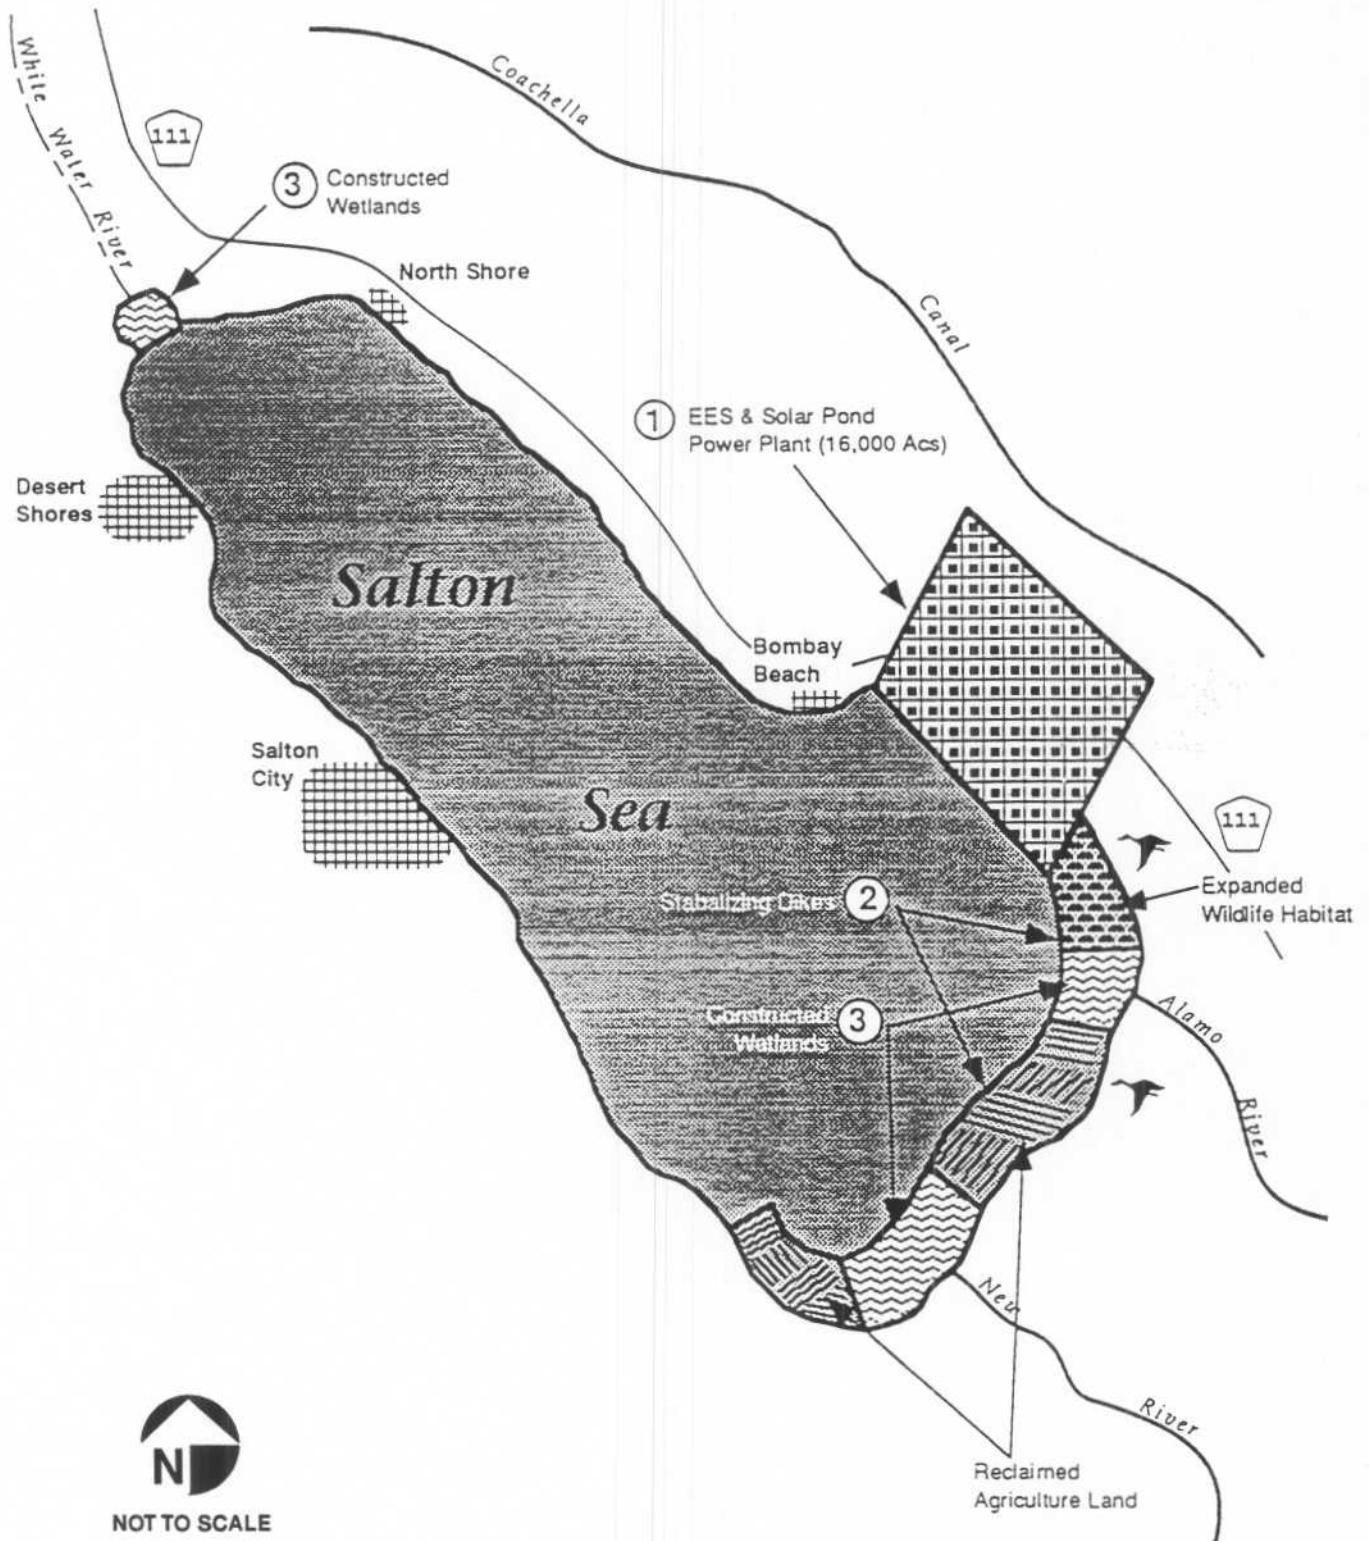 White Water River
111
3 Constructed
Wetlands
Coachella
Canal
North Shore
1 EES & Solar Pond
Power Plant (16,000 Acs)
Desert
Shores
Salton
Bombay
Beach
Salton
City
Sea
111
Stabalizing Dikes 2
Expanded
Wildlife Habitat
Constructed 3
Wetlands
Alamo
River
New
River
Reclaimed
Agriculture Land
N
NOT TO SCALE